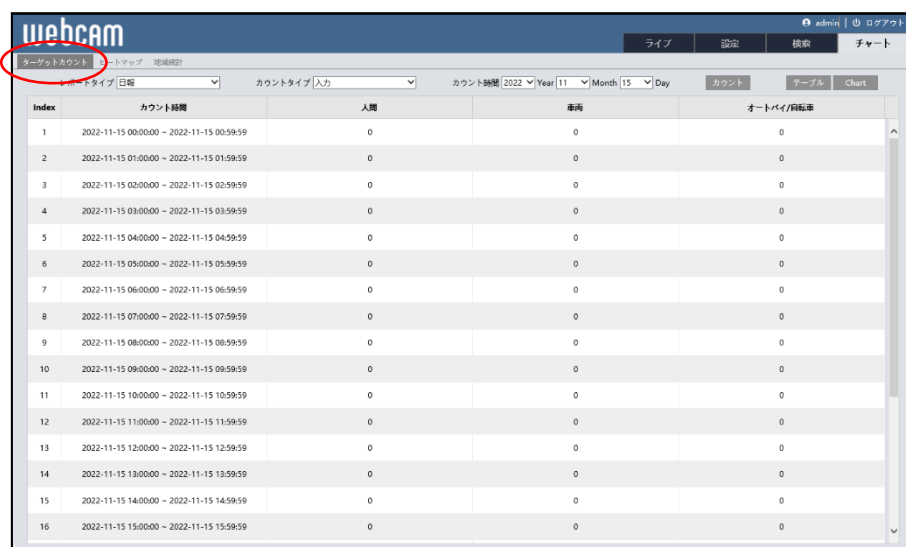 webcam
admin | ログアウト
ライブ 設定 検索 チャート
ターゲットカウント ヒートマップ 地域統計
レポートタイプ 日報 カウントタイプ 入力 カウント時間 2022 Year 11 Month 15 Day カウント テーブル Chart
Index カウント時間 人間 車両 オートバイ/自転車
1 2022-11-15 00:00:00 ~ 2022-11-15 00:59:59 0 0 0
2 2022-11-15 01:00:00 ~ 2022-11-15 01:59:59 0 0 0
3 2022-11-15 02:00:00 ~ 2022-11-15 02:59:59 0 0 0
4 2022-11-15 03:00:00 ~ 2022-11-15 03:59:59 0 0 0
5 2022-11-15 04:00:00 ~ 2022-11-15 04:59:59 0 0 0
6 2022-11-15 05:00:00 ~ 2022-11-15 05:59:59 0 0 0
7 2022-11-15 06:00:00 ~ 2022-11-15 06:59:59 0 0 0
8 2022-11-15 07:00:00 ~ 2022-11-15 07:59:59 0 0 0
9 2022-11-15 08:00:00 ~ 2022-11-15 08:59:59 0 0 0
10 2022-11-15 09:00:00 ~ 2022-11-15 09:59:59 0 0 0
11 2022-11-15 10:00:00 ~ 2022-11-15 10:59:59 0 0 0
12 2022-11-15 11:00:00 ~ 2022-11-15 11:59:59 0 0 0
13 2022-11-15 12:00:00 ~ 2022-11-15 12:59:59 0 0 0
14 2022-11-15 13:00:00 ~ 2022-11-15 13:59:59 0 0 0
15 2022-11-15 14:00:00 ~ 2022-11-15 14:59:59 0 0 0
16 2022-11-15 15:00:00 ~ 2022-11-15 15:59:59 0 0 0